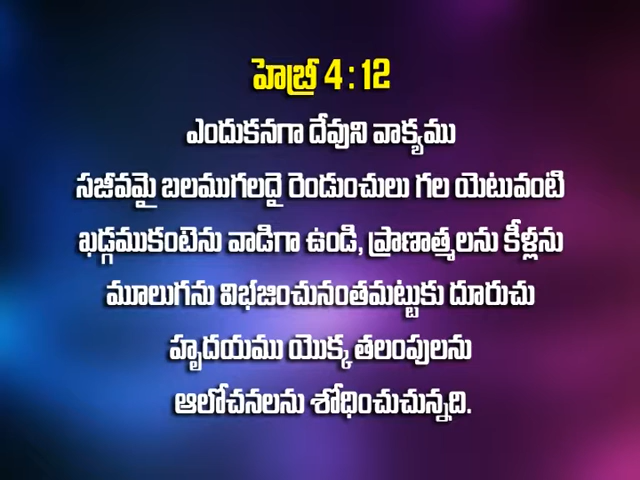 హెబ్రీ 4 : 12
ఎందుకనగా దేవుని వాక్యము
సజీవమై బలముగలదై రెండంచులు గల యెటువంటి
ఖడ్గముకంటెను వాడిగా ఉండి, ప్రాణాత్మలను కీళ్లను
మూలుగను విభజించునంతమట్టుకు దూరుచు
హృదయము యొక్క తలంపులను
ఆలోచనలను శోధించుచున్నది.